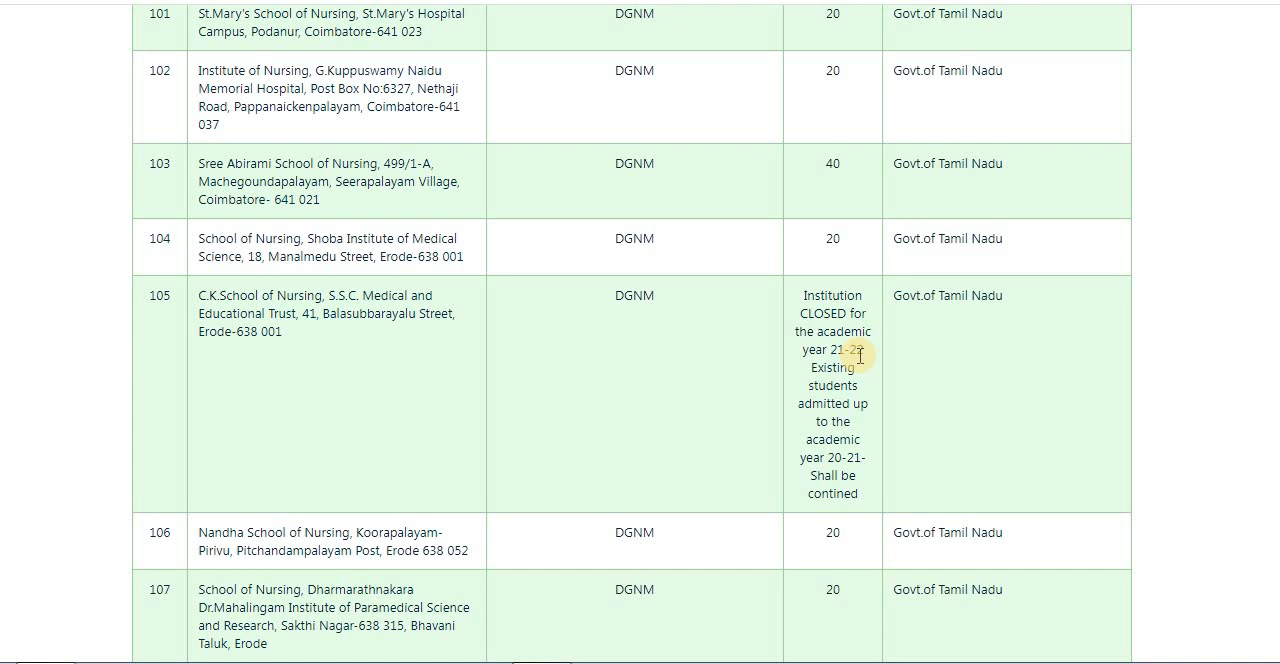 101
St.Mary's School of Nursing, St.Mary's Hospital
Campus, Podanur, Coimbatore-641 023
DGNM
20
Govt.of Tamil Nadu
102
Institute of Nursing, G.Kuppuswamy Naidu
Memorial Hospital, Post Box No:6327, Nethaji
Road, Pappanaickenpalayam, Coimbatore-641
037
DGNM
20
Govt.of Tamil Nadu
103
Sree Abirami School of Nursing, 499/1-A,
Machegoundapalayam, Seerapalayam Village,
Coimbatore- 641 021
DGNM
40
Govt.of Tamil Nadu
104
School of Nursing, Shoba Institute of Medical
Science, 18, Manalmedu Street, Erode-638 001
DGNM
20
Govt.of Tamil Nadu
105
C.K.School of Nursing, S.S.C. Medical and
Educational Trust, 41, Balasubbarayalu Street,
Erode-638 001
DGNM
Institution
CLOSED for
the academic
year 21-22
Existing
students
admitted up
to the
academic
year 20-21-
Shall be
contined
Govt.of Tamil Nadu
106
Nandha School of Nursing, Koorapalayam-
Pirivu, Pitchandampalayam Post, Erode 638 052
DGNM
20
Govt.of Tamil Nadu
107
School of Nursing, Dharmarathnakara
Dr.Mahalingam Institute of Paramedical Science
and Research, Sakthi Nagar-638 315, Bhavani
Taluk, Erode
DGNM
20
Govt.of Tamil Nadu